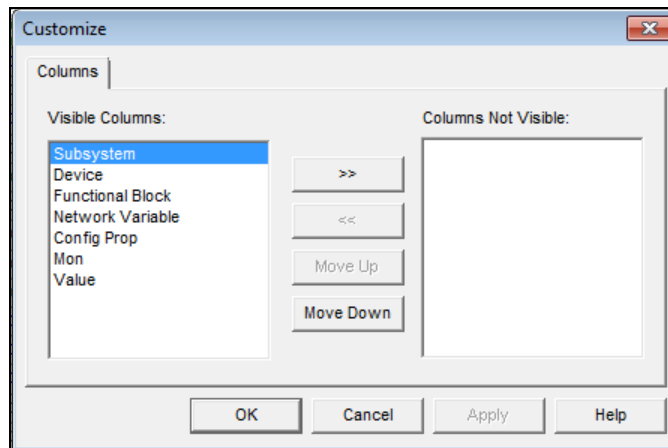 Customize
Columns
Visible Columns:
Subsystem
Device
Functional Block
Network Variable
Config Prop
Mon
Value
>>
<<
Move Up
Move Down
Columns Not Visible:
OK
Cancel
Apply
Help